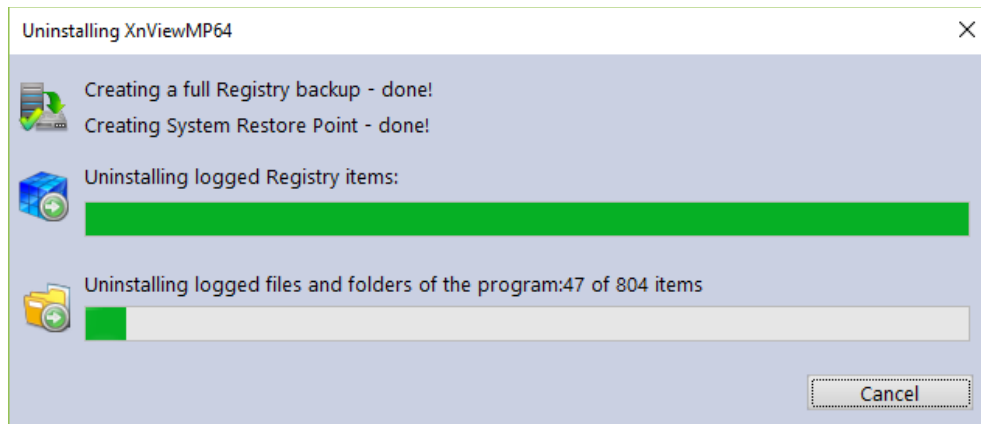 Uninstalling XnViewMP64
Creating a full Registry backup - done!
Creating System Restore Point - done!
Uninstalling logged Registry items:
Uninstalling logged files and folders of the program:47 of 804 items
Cancel